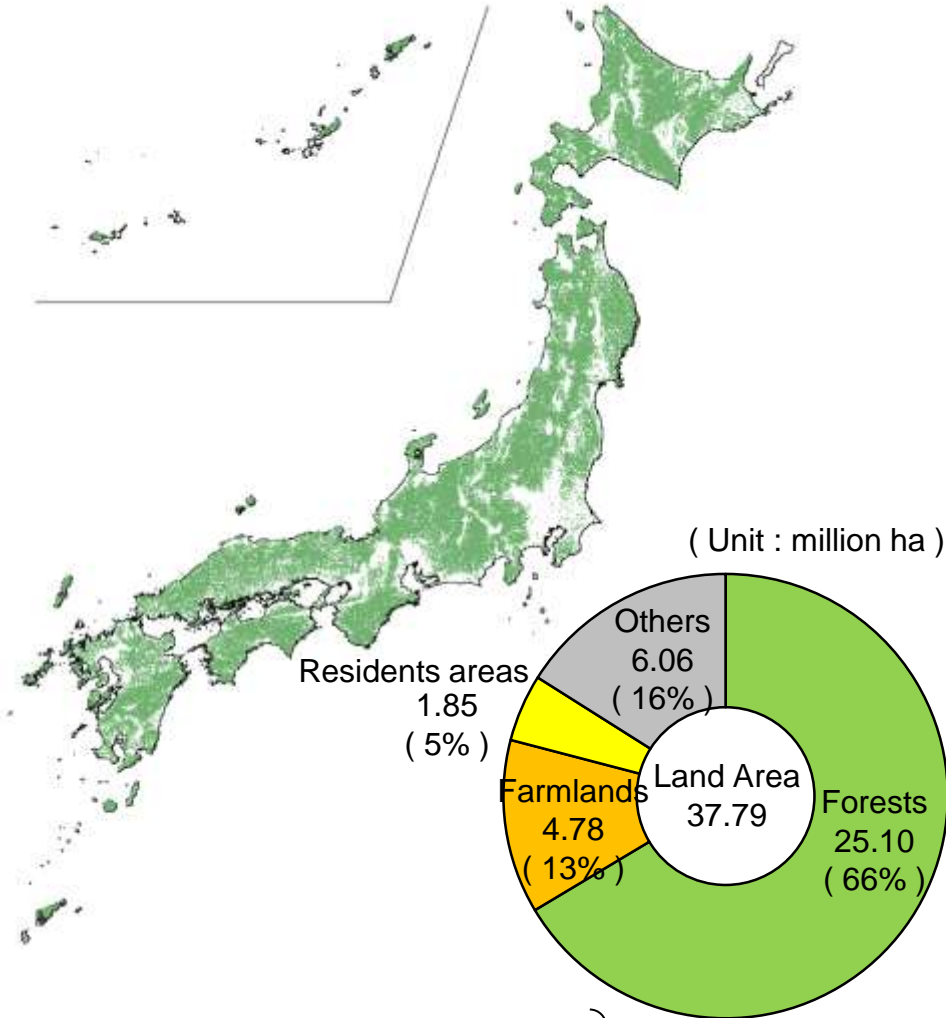 ( Unit : million ha )
Others
6.06
( 16% )
Residents areas
1.85
( 5% )
Farmlands
4.78
( 13% )
Land Area
37.79
Forests
25.10
( 66% )